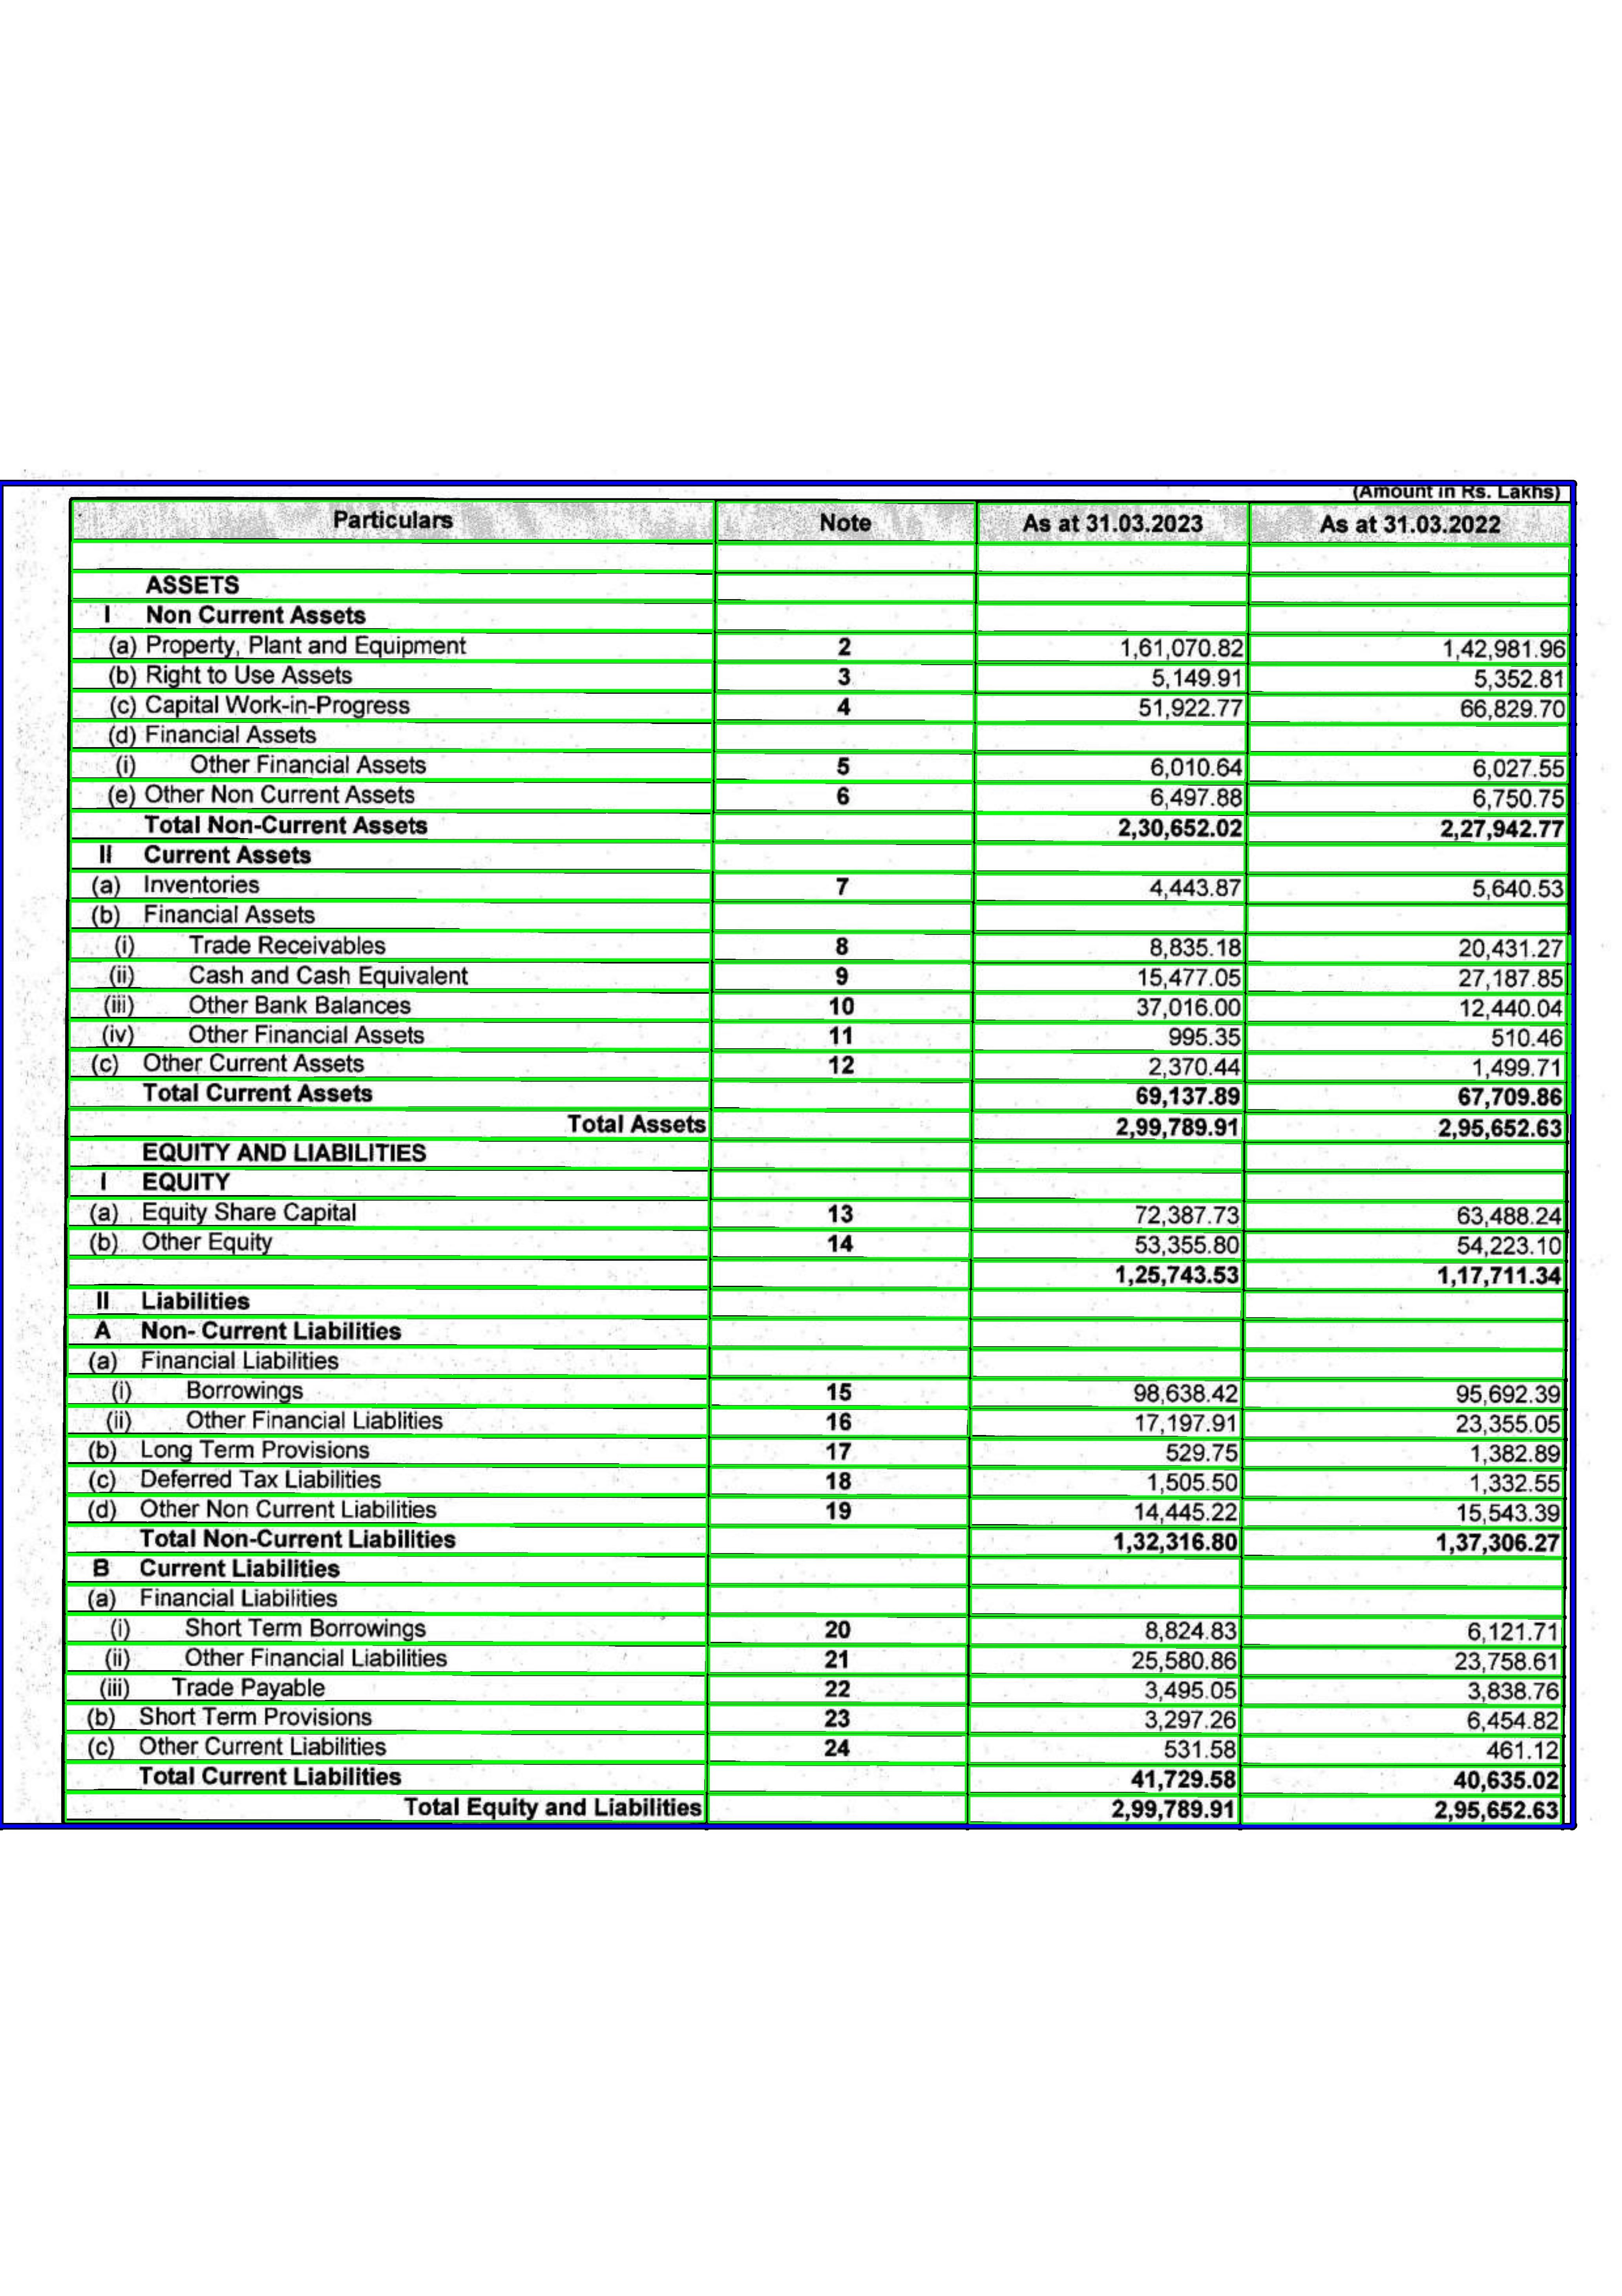 (Amount in Rs. Lakhs)
Particulars Note As at 31.03.2023 As at 31.03.2022
ASSETS
I Non Current Assets
(a) Property, Plant and Equipment 2 1,61,070.82 1,42,981.96
(b) Right to Use Assets 3 5,149.91 5,352.81
(c) Capital Work-in-Progress 4 51,922.77 66,829.70
(d) Financial Assets
(i) Other Financial Assets 5 6,010.64 6,027.55
(e) Other Non Current Assets 6 6,497.88 6,750.75
Total Non-Current Assets 2,30,652.02 2,27,942.77
II Current Assets
(a) Inventories 7 4,443.87 5,640.53
(b) Financial Assets
(i) Trade Receivables 8 8,835.18 20,431.27
(ii) Cash and Cash Equivalent 9 15,477.05 27,187.85
(iii) Other Bank Balances 10 37,016.00 12,440.04
(iv) Other Financial Assets 11 995.35 510.46
(c) Other Current Assets 12 2,370.44 1,499.71
Total Current Assets 69,137.89 67,709.86
Total Assets 2,99,789.91 2,95,652.63
EQUITY AND LIABILITIES
I EQUITY
(a) Equity Share Capital 13 72,387.73 63,488.24
(b) Other Equity 14 53,355.80 54,223.10
1,25,743.53 1,17,711.34
II Liabilities
A Non- Current Liabilities
(a) Financial Liabilities
(i) Borrowings 15 98,638.42 95,692.39
(ii) Other Financial Liablities 16 17,197.91 23,355.05
(b) Long Term Provisions 17 529.75 1,382.89
(c) Deferred Tax Liabilities 18 1,505.50 1,332.55
(d) Other Non Current Liabilities 19 14,445.22 15,543.39
Total Non-Current Liabilities 1,32,316.80 1,37,306.27
B Current Liabilities
(a) Financial Liabilities
(i) Short Term Borrowings 20 8,824.83 6,121.71
(ii) Other Financial Liabilities 21 25,580.86 23,758.61
(iii) Trade Payable 22 3,495.05 3,838.76
(b) Short Term Provisions 23 3,297.26 6,454.82
(c) Other Current Liabilities 24 531.58 461.12
Total Current Liabilities 41,729.58 40,635.02
Total Equity and Liabilities 2,99,789.91 2,95,652.63